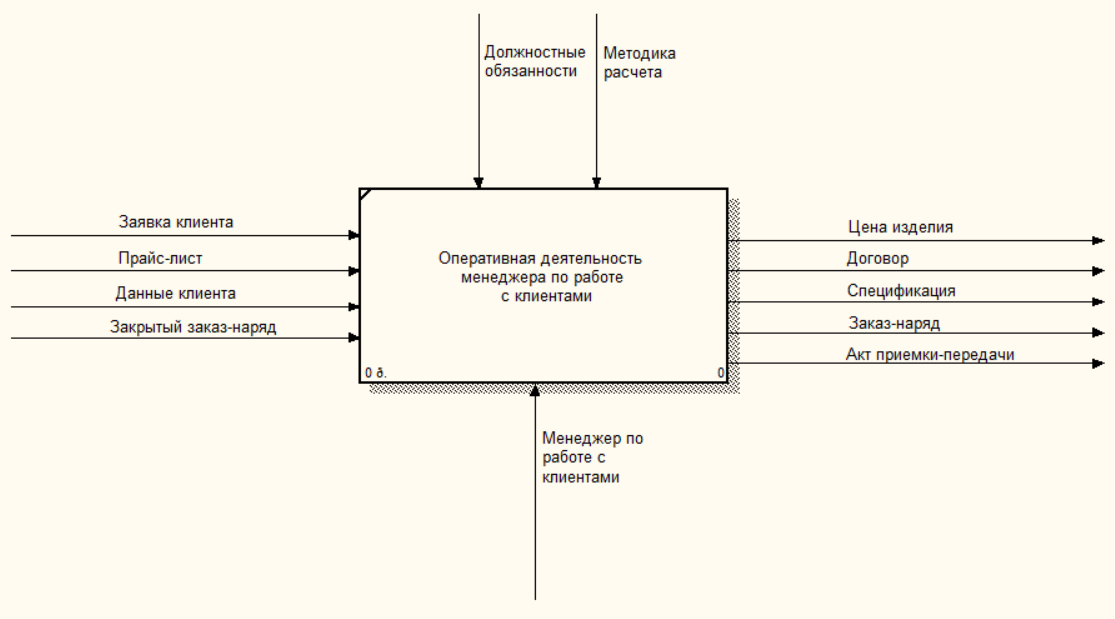 Должностные
обязанности
Методика
расчета
Заявка клиента
Прайс-лист
Данные клиента
Закрытый заказ-наряд
Оперативная деятельность
менеджера по работе
с клиентами
0 ð.
0
Цена изделия
Договор
Спецификация
Заказ-наряд
Акт приемки-передачи
Менеджер по
работе с
клиентами